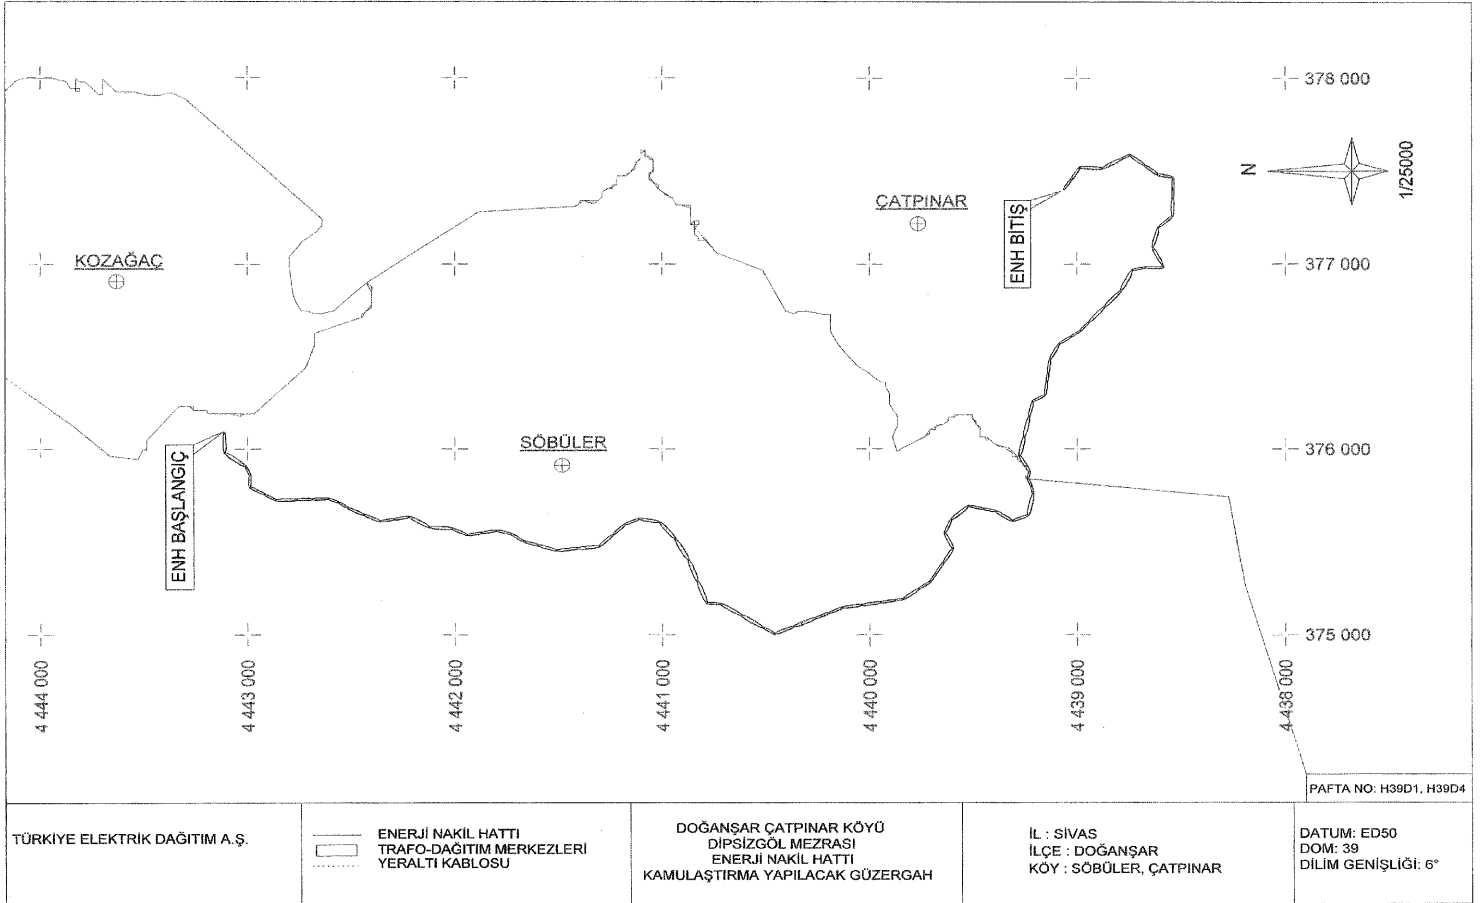 378 000
N
1/25000
ÇATPINAR
ENH BİTİŞ
KOZAĞAÇ
377 000
SÖBÜLER
376 000
ENH BAŞLANGIÇ
375 000
4 444 000
4 443 000
4 442 000
4 441 000
4 440 000
4 439 000
4 438 000
PAFTA NO: H39D1, H39D4
TÜRKİYE ELEKTRİK DAĞITIM A.Ş.
ENERJİ NAKİL HATTI
TRAFO-DAĞITIM MERKEZLERİ
YERALTI KABLOSU
DOĞANŞAR ÇATPINAR KÖYÜ
DİPSİZGÖL MEZRASI
ENERJİ NAKİL HATTI
KAMULAŞTIRMA YAPILACAK GÜZERGAH
İL : SİVAS
İLÇE : DOĞANŞAR
KÖY : SÖBÜLER, ÇATPINAR
DATUM: ED50
DOM: 39
DİLİM GENİŞLİĞİ: 6°